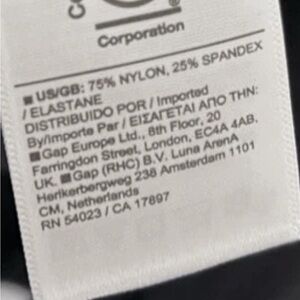 Corporation
■ US/GB: 75% NYLON, 25% SPANDEX
/ ELASTANE
DISTRIBUIDO POR / Imported
By/Importe Par / ΕΙΣΑΓΕΤΑΙ ΑΠΟ ΤΗΝ:
■Gap Europe Ltd., 8th Floor, 20
Farringdon Street, London, EC4A 4AB,
UK. ■Gap (RHC) B.V. Luna ArenA
Herikerbergweg 238 Amsterdam 1101
CM, Netherlands
RN 54023 / CA 17897